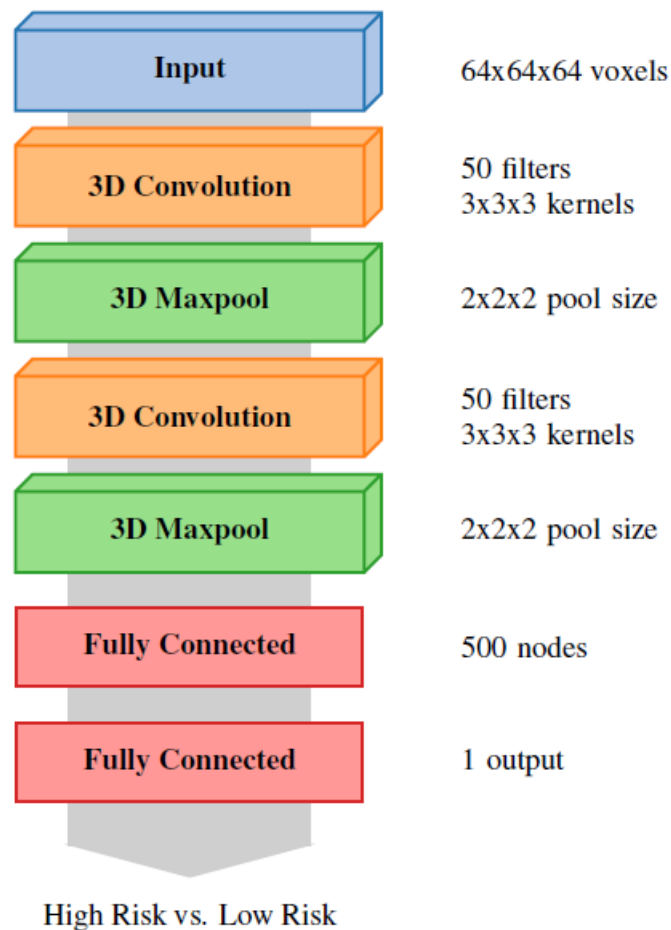 Input
64x64x64 voxels
3D Convolution
50 filters
3x3x3 kernels
3D Maxpool
2x2x2 pool size
3D Convolution
50 filters
3x3x3 kernels
3D Maxpool
2x2x2 pool size
Fully Connected
500 nodes
Fully Connected
1 output
High Risk vs. Low Risk